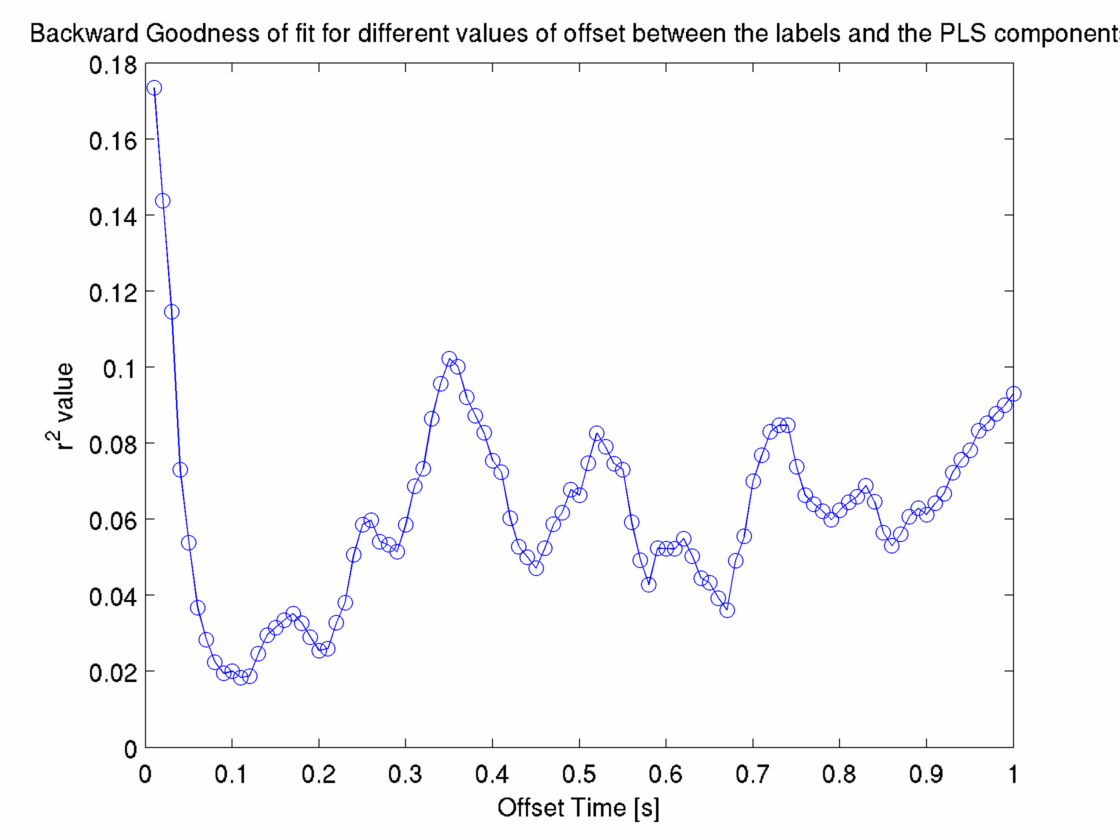 Backward Goodness of fit for different values of offset between the labels and the PLS component
0.18
0.16
0.14
0.12
0.1
0.08
0.06
0.04
0.02
0
r² value
0 0.1 0.2 0.3 0.4 0.5 0.6 0.7 0.8 0.9 1
Offset Time [s]